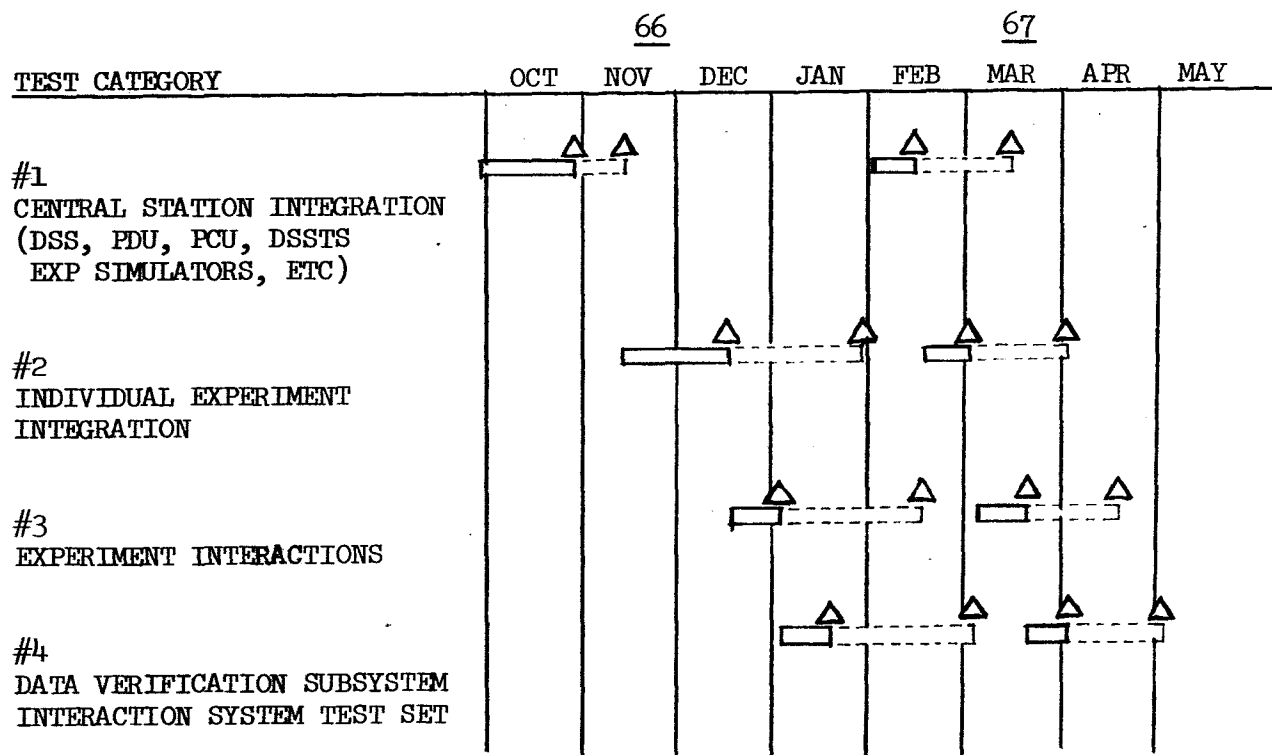 66 67
TEST CATEGORY OCT NOV DEC JAN FEB MAR APR MAY
#1
CENTRAL STATION INTEGRATION
(DSS, PDU, PCU, DSSTS
EXP SIMULATORS, ETC)
#2
INDIVIDUAL EXPERIMENT
INTEGRATION
#3
EXPERIMENT INTERACTIONS
#4
DATA VERIFICATION SUBSYSTEM
INTERACTION SYSTEM TEST SET